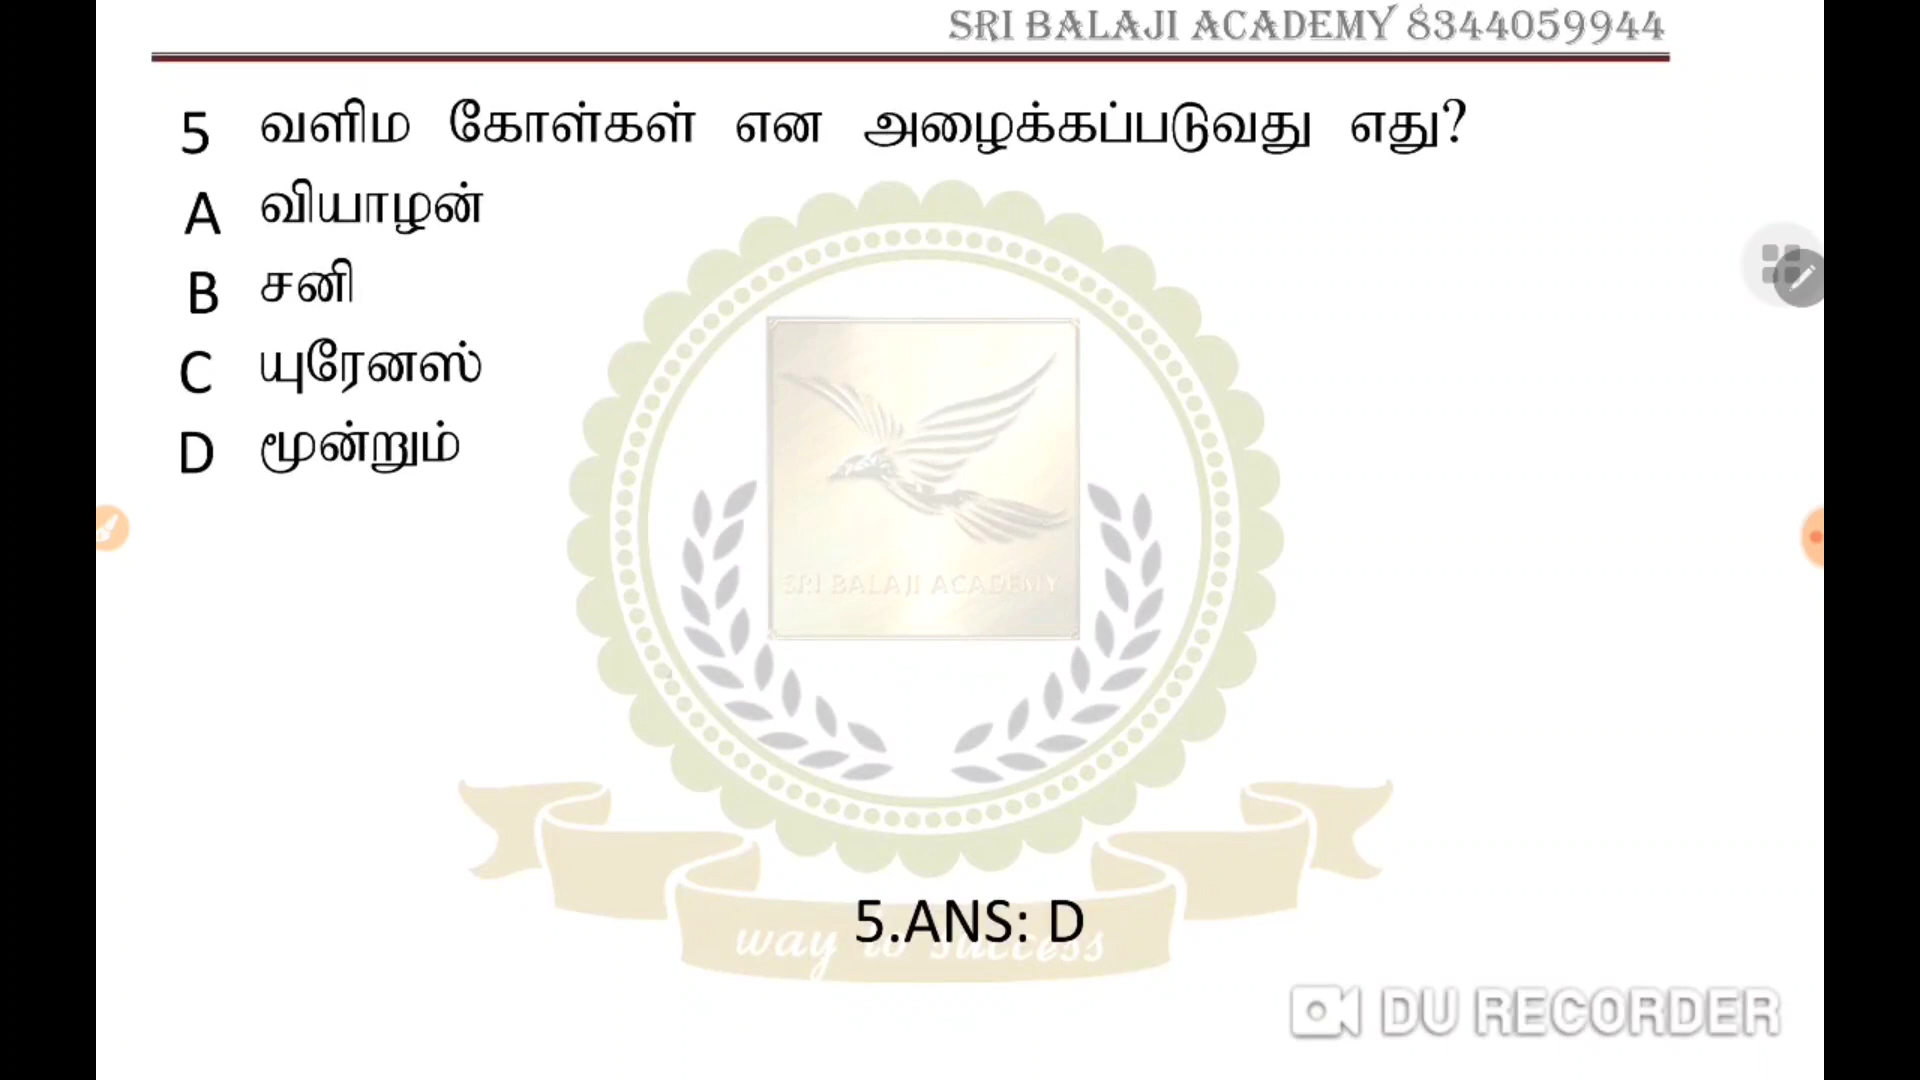 SRI BALAJI ACADEMY 8344059944
5 வளிம கோள்கள் என அழைக்கப்படுவது எது?
A வியாழன்
B சனி
C யுரேனஸ்
D மூன்றும்
SRI BALAJI ACADEMY
5.ANS: D
way to success
DU RECORDER